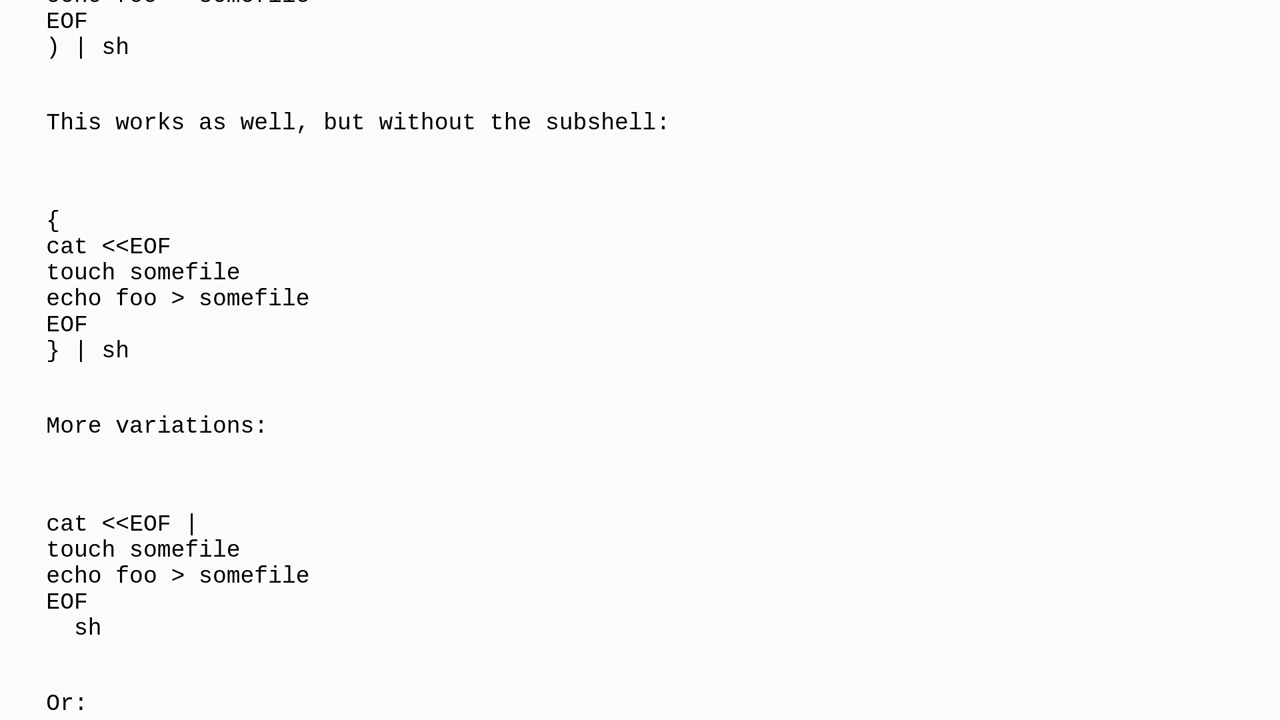 EOF
) | sh
This works as well, but without the subshell:
{
cat <<EOF
touch somefile
echo foo > somefile
EOF
} | sh
More variations:
cat <<EOF |
touch somefile
echo foo > somefile
EOF
  sh
Or: